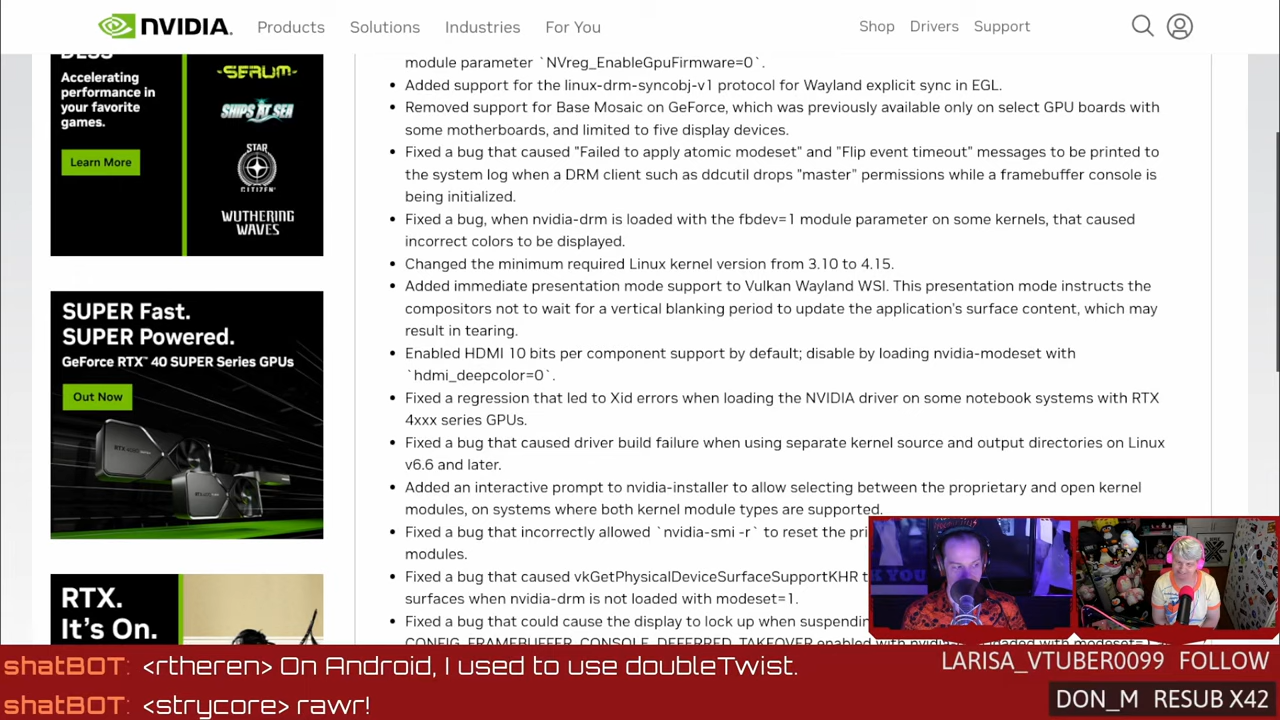 NVIDIA.
Products
Solutions
Industries
For You
Shop
Drivers
Support
Accelerating
performance in
your favorite
games.
Learn More
SERUM
SHIPS AT SEA
STAR
CITIZEN
WUTHERING
WAVES
SUPER Fast.
SUPER Powered.
GeForce RTX™ 40 SUPER Series GPUs
Out Now
RTX.
It's On.
module parameter `NVreg_EnableGpuFirmware=0`.
• Added support for the linux-drm-syncobj-v1 protocol for Wayland explicit sync in EGL.
• Removed support for Base Mosaic on GeForce, which was previously available only on select GPU boards with
some motherboards, and limited to five display devices.
• Fixed a bug that caused "Failed to apply atomic modeset" and "Flip event timeout" messages to be printed to
the system log when a DRM client such as ddcutil drops "master" permissions while a framebuffer console is
being initialized.
• Fixed a bug, when nvidia-drm is loaded with the fbdev=1 module parameter on some kernels, that caused
incorrect colors to be displayed.
• Changed the minimum required Linux kernel version from 3.10 to 4.15.
• Added immediate presentation mode support to Vulkan Wayland WSI. This presentation mode instructs the
compositors not to wait for a vertical blanking period to update the application's surface content, which may
result in tearing.
• Enabled HDMI 10 bits per component support by default; disable by loading nvidia-modeset with
`hdmi_deepcolor=0`.
• Fixed a regression that led to Xid errors when loading the NVIDIA driver on some notebook systems with RTX
4xxx series GPUs.
• Fixed a bug that caused driver build failure when using separate kernel source and output directories on Linux
v6.6 and later.
• Added an interactive prompt to nvidia-installer to allow selecting between the proprietary and open kernel
modules, on systems where both kernel module types are supported.
• Fixed a bug that incorrectly allowed `nvidia-smi -r` to reset the pri
modules.
• Fixed a bug that caused vkGetPhysicalDeviceSurfaceSupportKHR t
surfaces when nvidia-drm is not loaded with modeset=1.
• Fixed a bug that could cause the display to lock up when suspendin
CONFIG_FRAMEBUFFER_CONSOLE_DEFERRED_TAKEOVER enabled with
shatBOT: <rtheren> On Android, I used to use doubleTwist.
shatBOT: <strycore> rawr!
LARISA_VTUBER0099 FOLLOW
DON_M RESUB X42